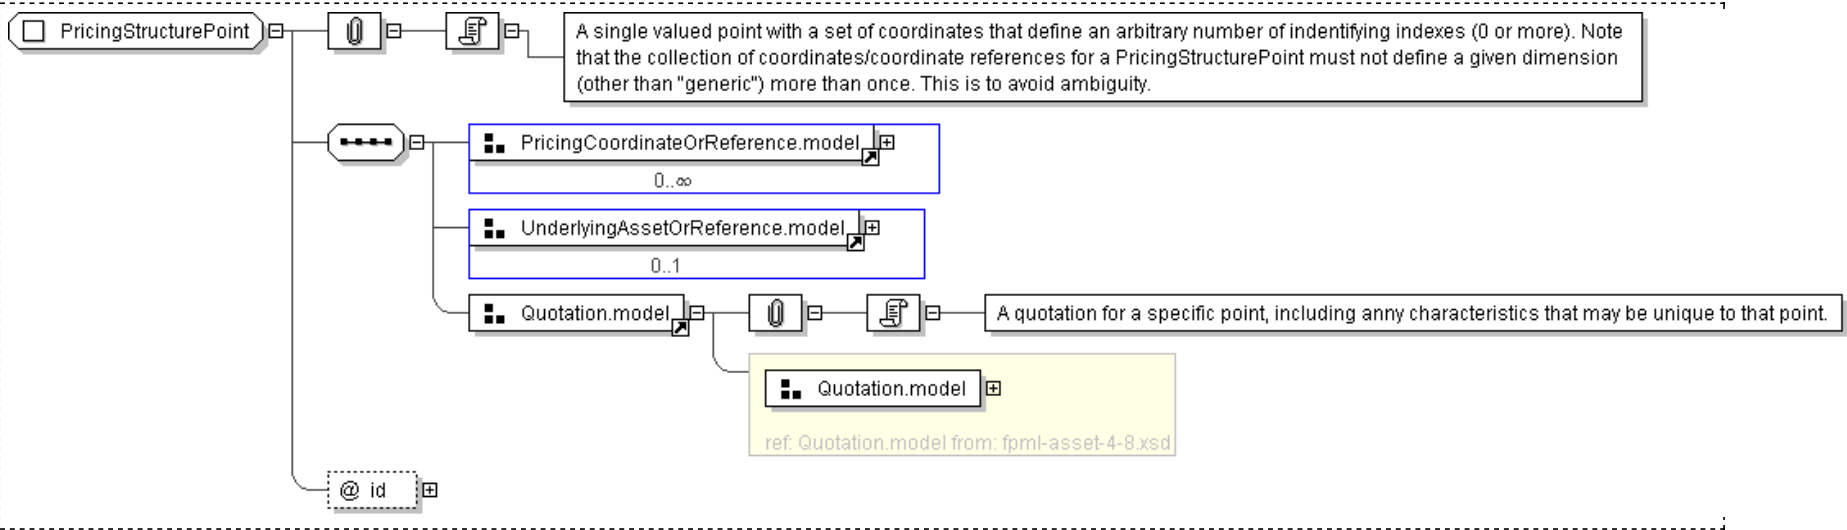 PricingStructurePoint
A single valued point with a set of coordinates that define an arbitrary number of indentifying indexes (0 or more). Note
that the collection of coordinates/coordinate references for a PricingStructurePoint must not define a given dimension
(other than "generic") more than once. This is to avoid ambiguity.
PricingCoordinateOrReference.model
0..∞
UnderlyingAssetOrReference.model
0..1
Quotation.model
A quotation for a specific point, including anny characteristics that may be unique to that point.
Quotation.model
ref: Quotation.model from: fpml-asset-4-8.xsd
@ id